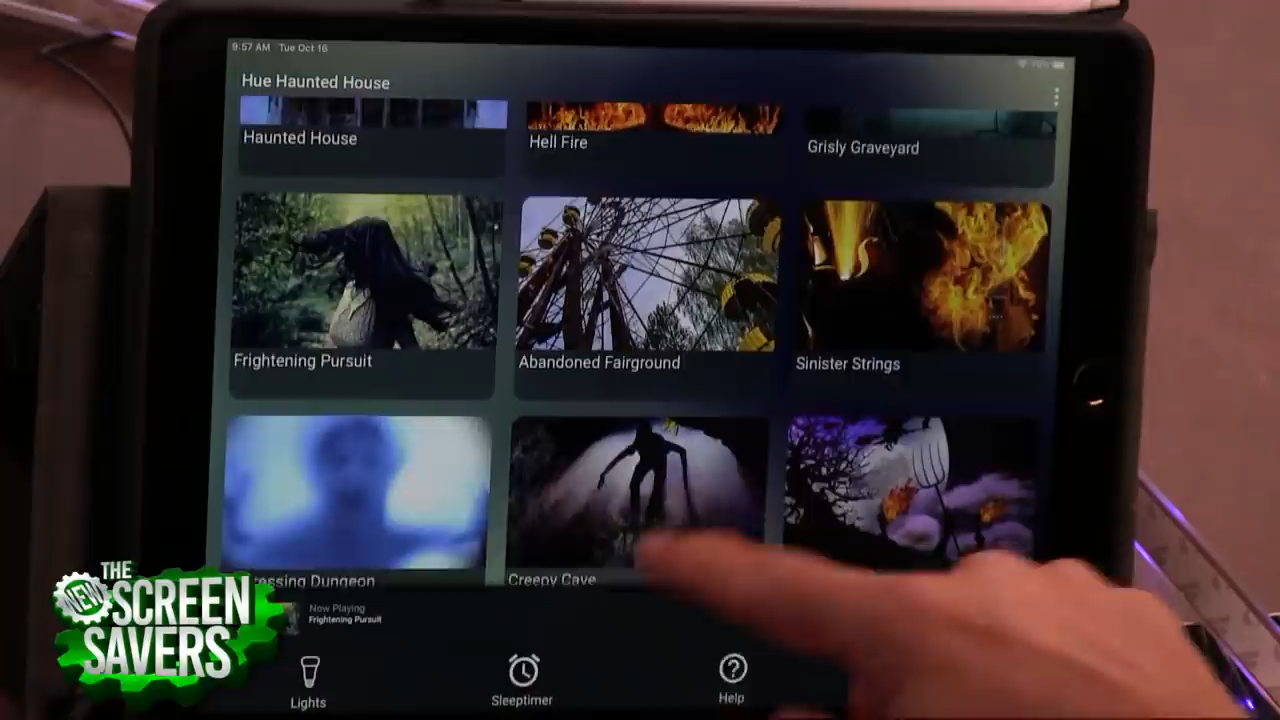 9:57 AM Tue Oct 16
Hue Haunted House
Haunted House
Hell Fire
Grisly Graveyard
Frightening Pursuit
Abandoned Fairground
Sinister Strings
Dungeon
Creepy Cave
Now Playing
Frightening Pursuit
Lights
Sleeptimer
Help
THE
NEW
SCREEN
SAVERS